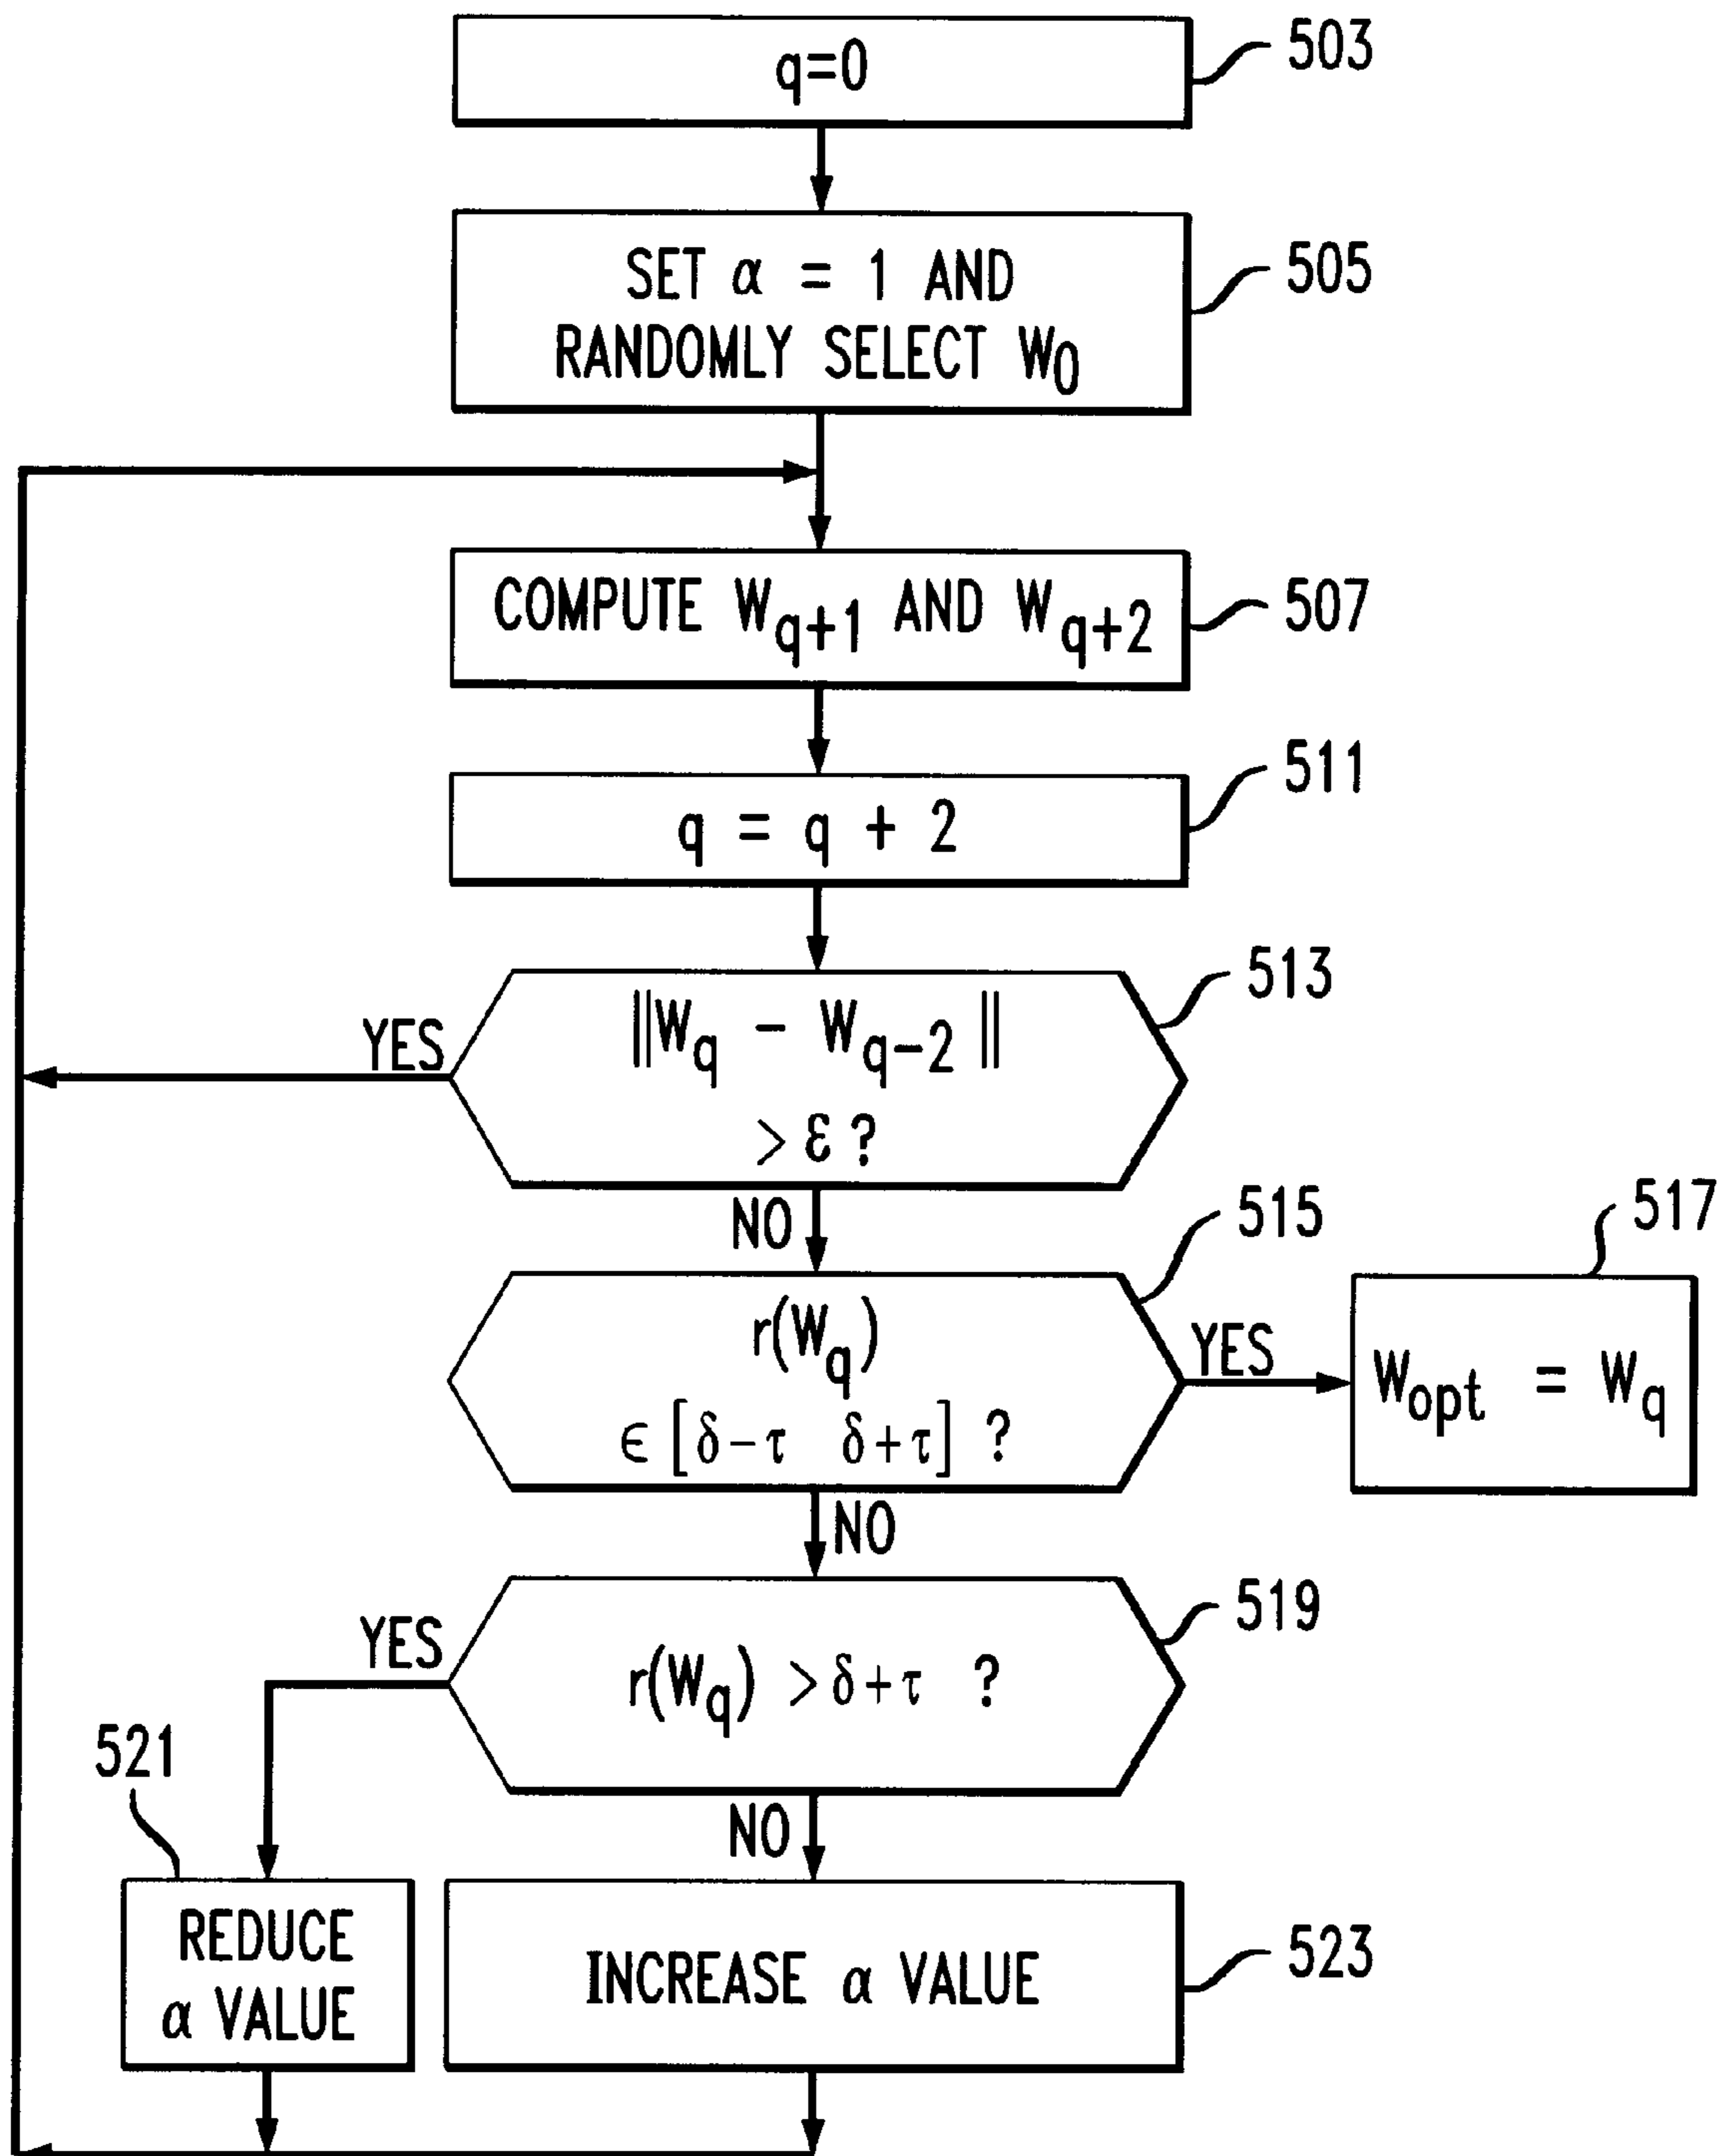 q=0
503
SET α = 1 AND
RANDOMLY SELECT W0
505
COMPUTE Wq+1 AND Wq+2
507
q = q + 2
511
‖Wq - Wq-2 ‖
> ε ?
513
YES
NO
r(Wq)
∈ [δ-τ δ+τ] ?
515
YES
517
Wopt = Wq
NO
r(Wq) > δ+τ ?
519
YES
NO
521
REDUCE
α VALUE
INCREASE α VALUE
523